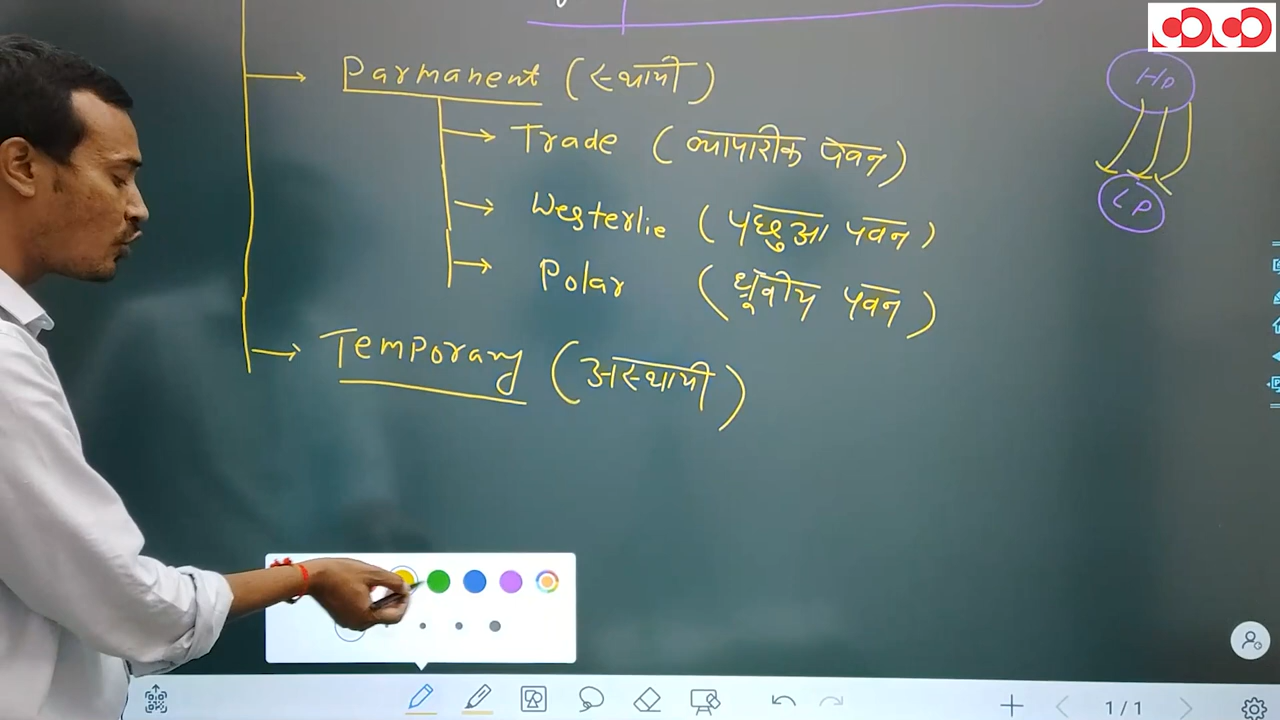 Parmanent (स्थायी)
Trade (व्यापारीक पवन)
Westerlie (पछुआ पवन)
Polar (ध्रूवीय पवन)
Temporary (अस्थायी)
HP
LP
1/1